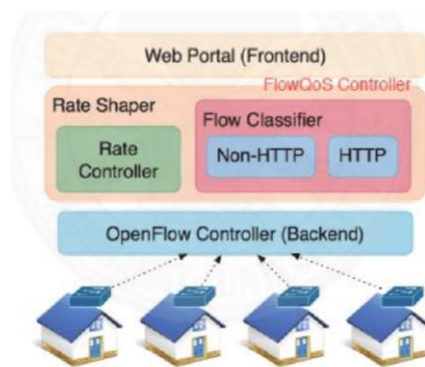 Web Portal (Frontend)
FlowQoS Controller
Rate Shaper
Flow Classifier
Rate
Controller
Non-HTTP
HTTP
OpenFlow Controller (Backend)